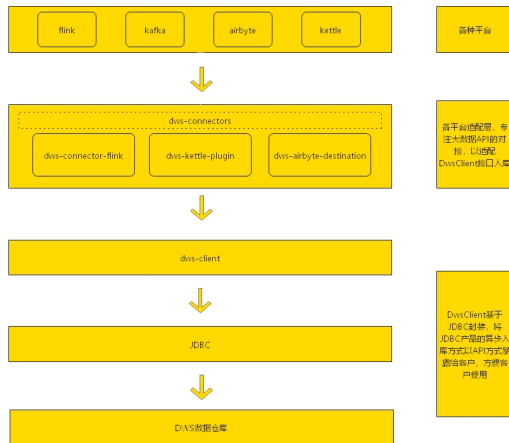 flink
kafka
airbyte
kettle
各种平台
dws-connectors
dws-connector-flink
dws-kettle-plugin
dws-airbyte-destination
各平台适配层，专
注大数据API的对
接，以适配
DwsClient接口入库
dws-client
JDBC
DWS数据仓库
DwsClient基于
JDBC封装，将
JDBC产品的异步入
库方式以API方式暴
露给客户，方便客
户使用